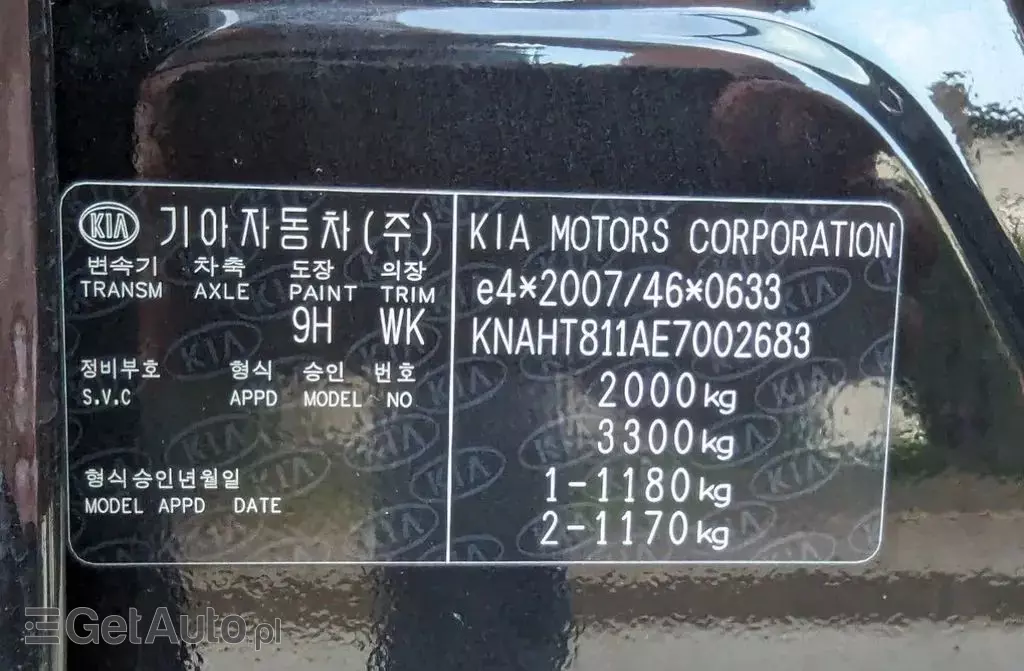 KIA 기아자동차(주)
변속기 차축 도장 의장
TRANSM AXLE PAINT TRIM
9H WK
정비부호 형식 승인 번호
S.V.C APPD MODEL NO
형식승인년월일
MODEL APPD DATE
KIA MOTORS CORPORATION
e4*2007/46*0633
KNAHT811AE7002683
2000kg
3300kg
1-1180kg
2-1170kg
GetAuto.pl